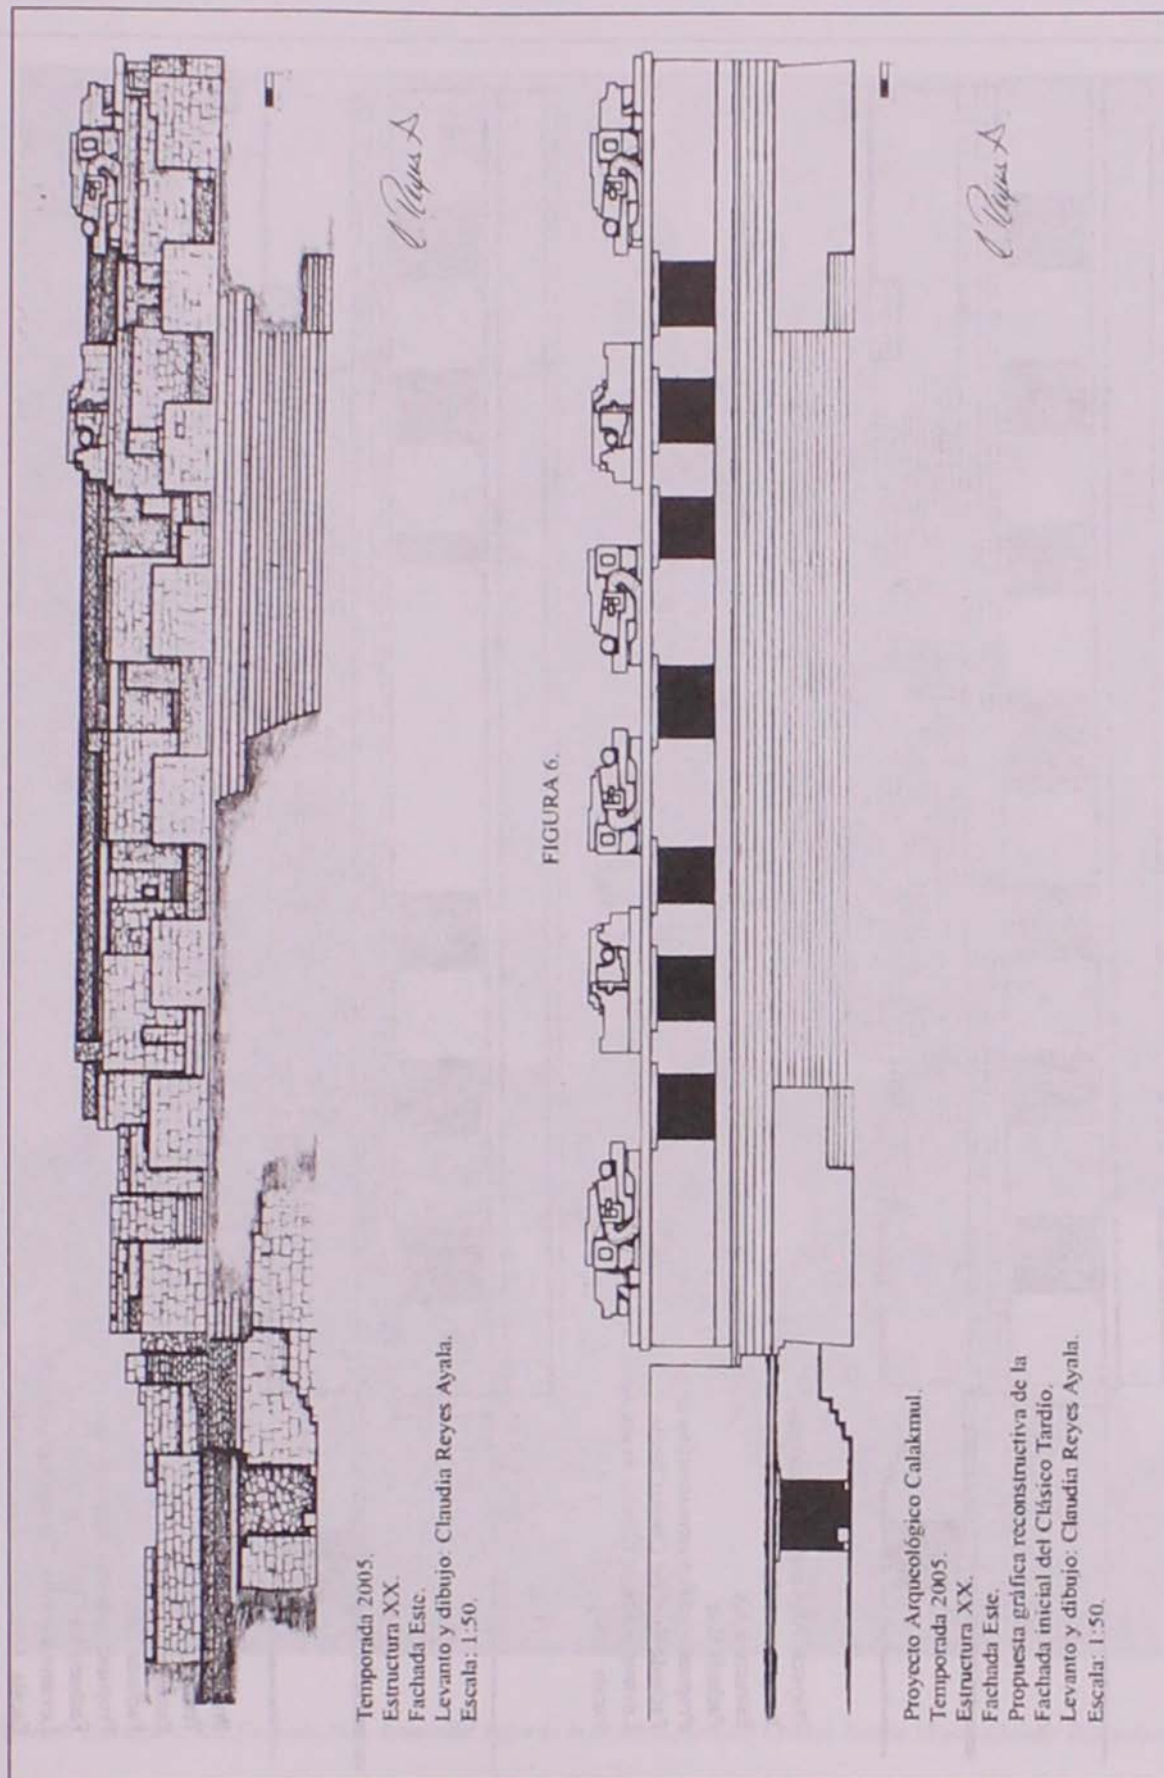 Temporada 2005.
Estructura XX.
Fachada Este.
Levanto y dibujo: Claudia Reyes Ayala.
Escala: 1:50.
C. Reyes A
FIGURA 6.
Proyecto Arqueológico Calakmul.
Temporada 2005.
Estructura XX.
Fachada Este.
Propuesta gráfica reconstructiva de la
Fachada inicial del Clásico Tardío.
Levanto y dibujo: Claudia Reyes Ayala.
Escala: 1:50.
C. Reyes A